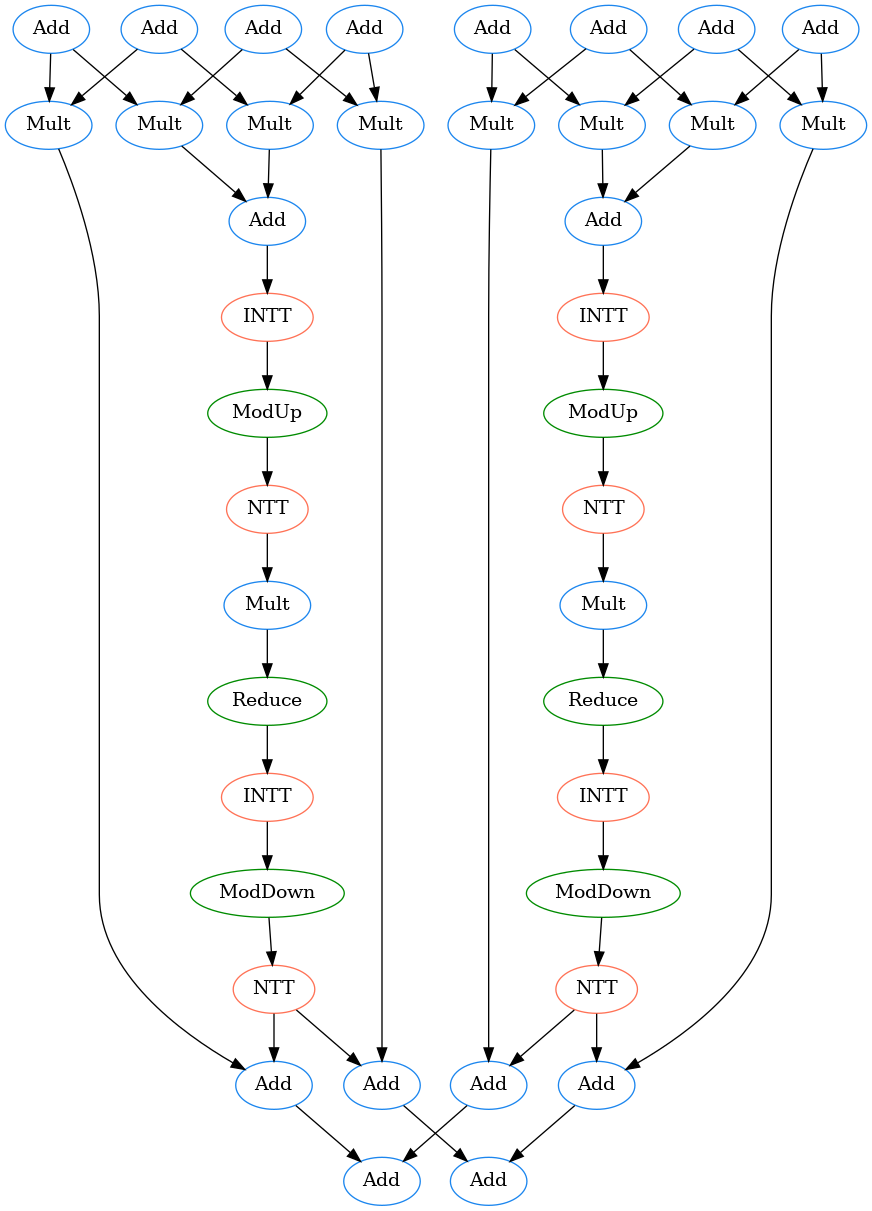 Add Add Add Add Add Add Add Add
Mult Mult Mult Mult Mult Mult Mult Mult
Add Add
INTT INTT
ModUp ModUp
NTT NTT
Mult Mult
Reduce Reduce
INTT INTT
ModDown ModDown
NTT NTT
Add Add Add Add
Add Add